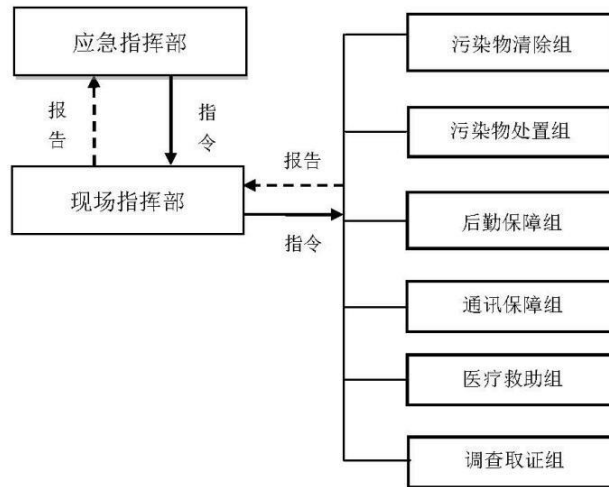 应急指挥部
报告
指令
现场指挥部
报告
指令
污染物清除组
污染物处置组
后勤保障组
通讯保障组
医疗救助组
调查取证组